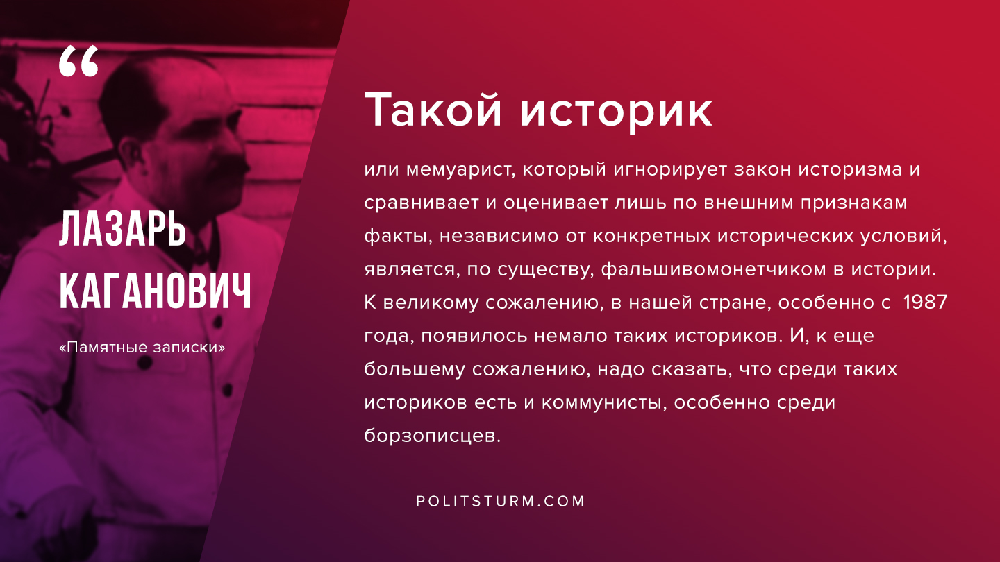 “
ЛАЗАРЬ
КАГАНОВИЧ
«Памятные записки»
Такой историк
или мемуарист, который игнорирует закон историзма и
сравнивает и оценивает лишь по внешним признакам
факты, независимо от конкретных исторических условий,
является, по существу, фальшивомонетчиком в истории.
К великому сожалению, в нашей стране, особенно с 1987
года, появилось немало таких историков. И, к еще
большему сожалению, надо сказать, что среди таких
историков есть и коммунисты, особенно среди
борзописцев.
POLITSTURM.COM